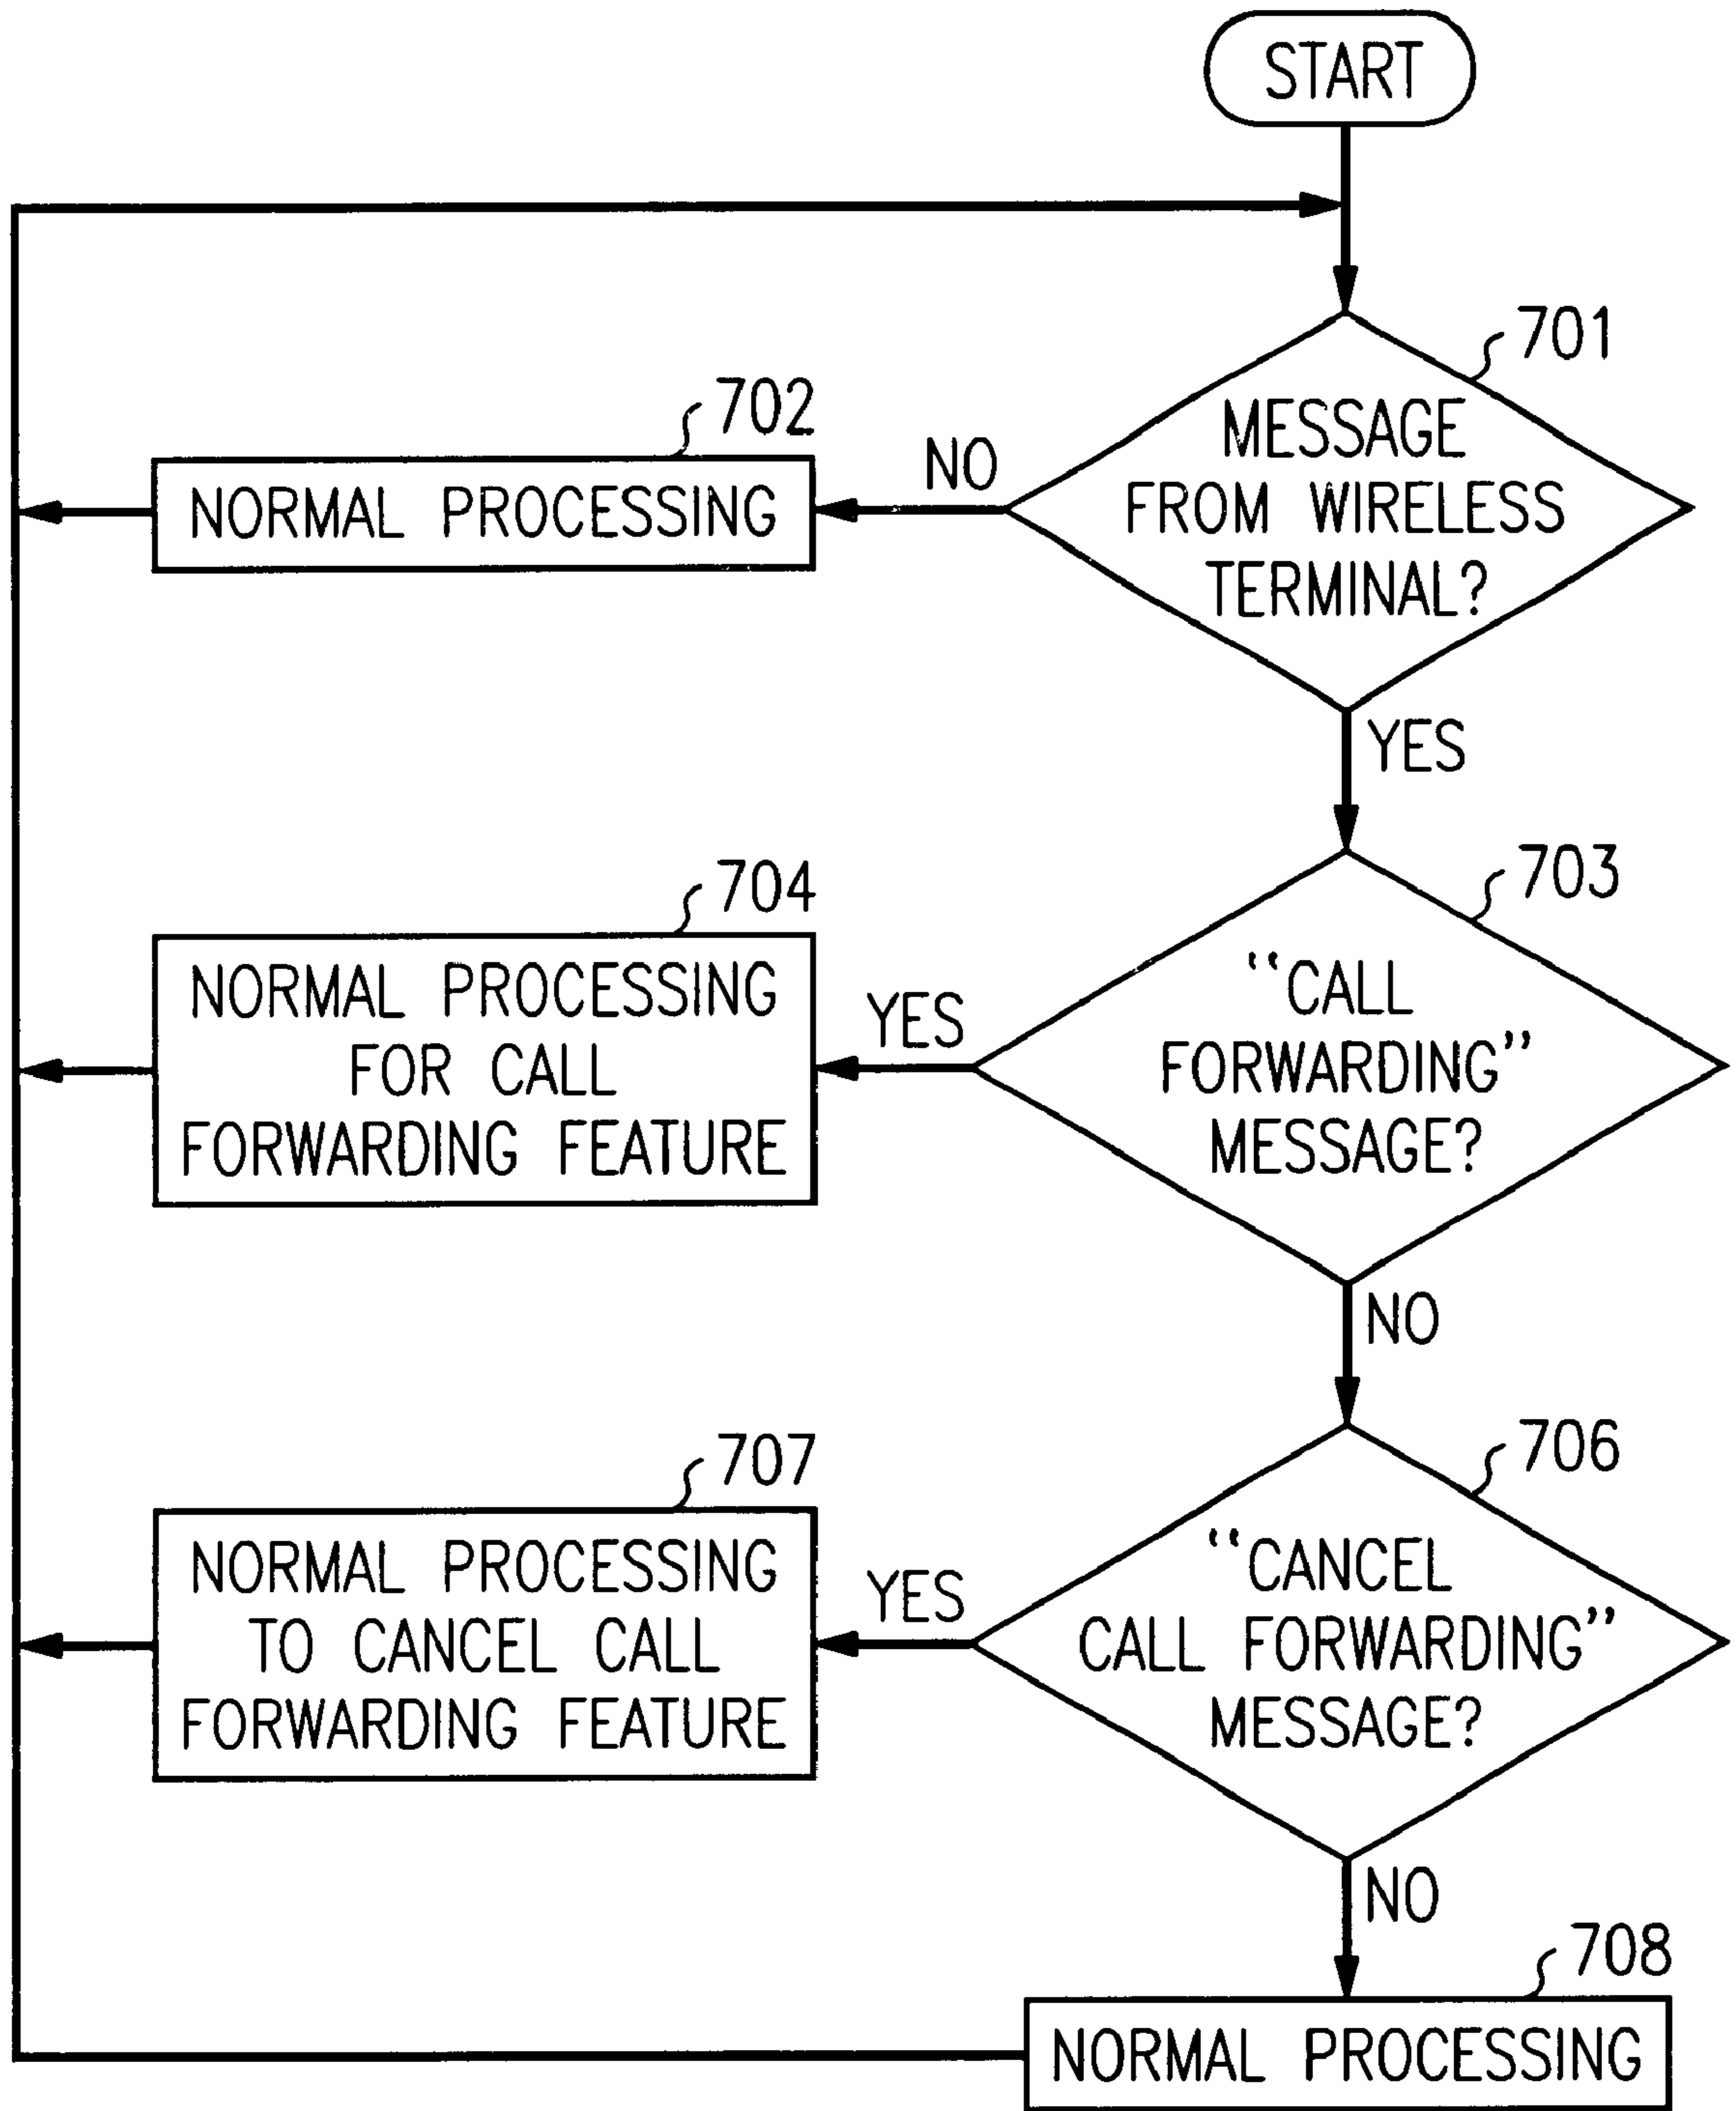 START
701
MESSAGE
FROM WIRELESS
TERMINAL?
702
NO
NORMAL PROCESSING
YES
703
"CALL
FORWARDING"
MESSAGE?
704
YES
NORMAL PROCESSING
FOR CALL
FORWARDING FEATURE
NO
706
"CANCEL
CALL FORWARDING"
MESSAGE?
707
YES
NORMAL PROCESSING
TO CANCEL CALL
FORWARDING FEATURE
NO
708
NORMAL PROCESSING